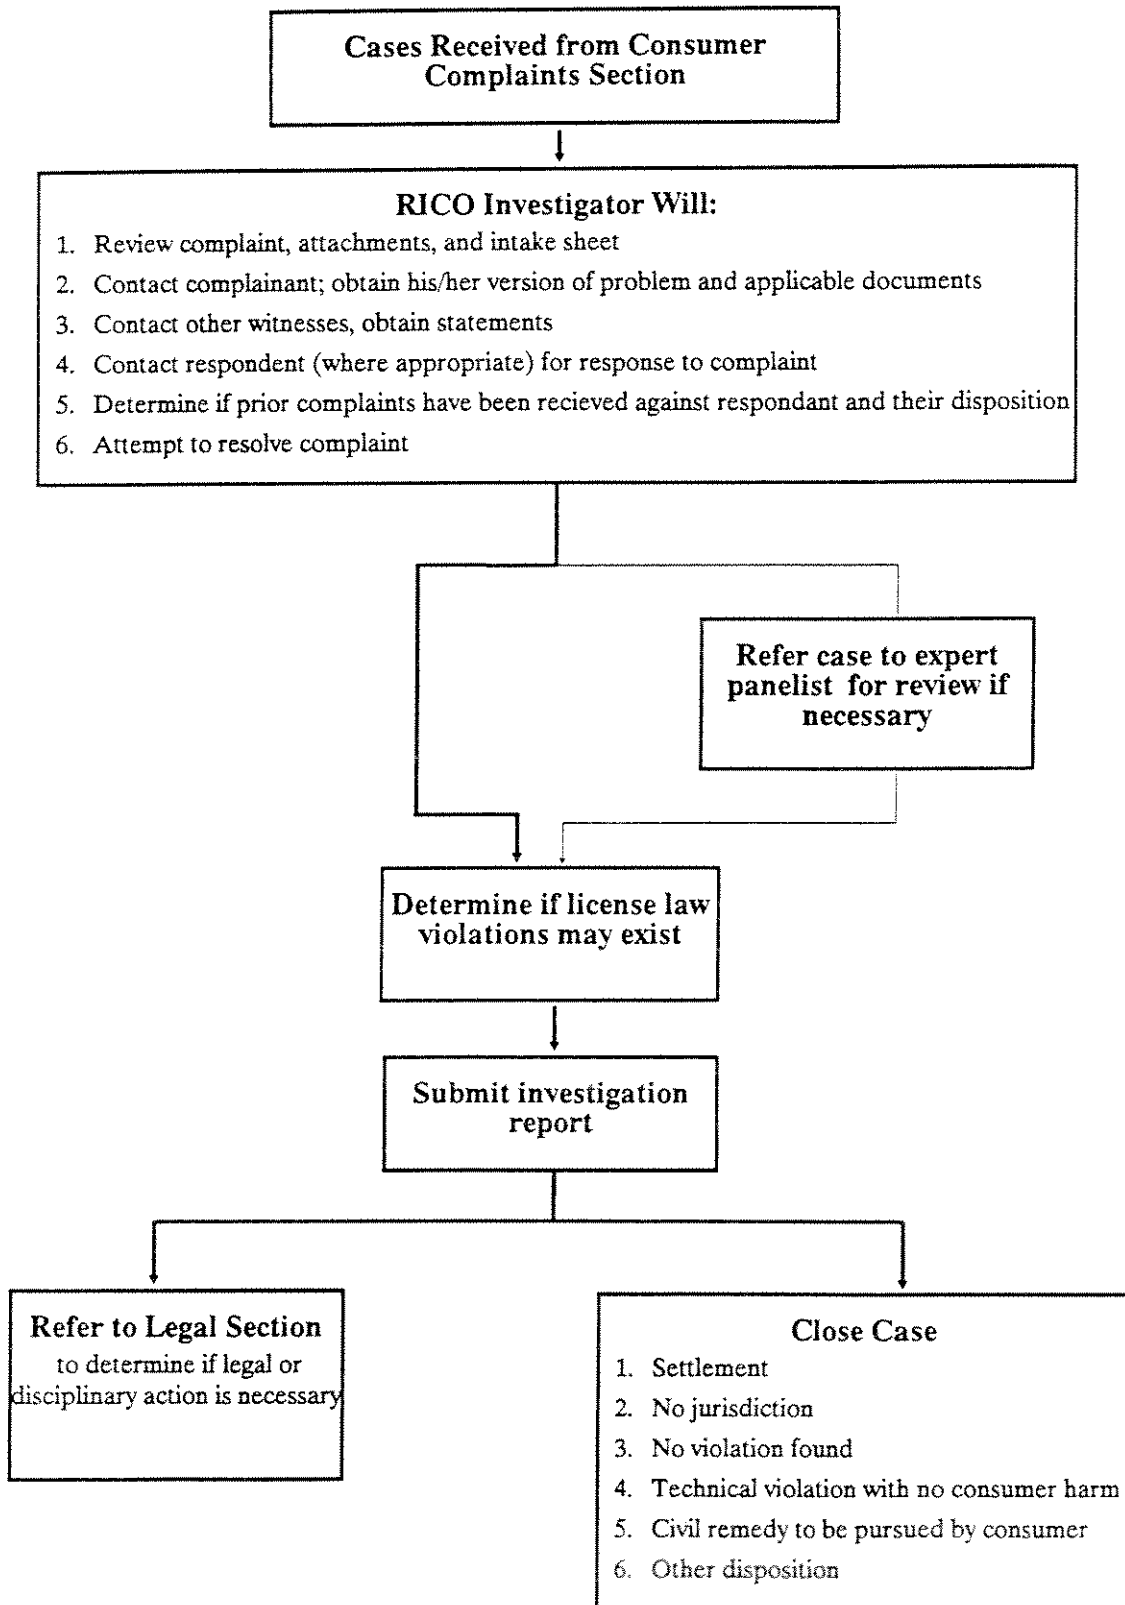 Cases Received from Consumer
Complaints Section
RICO Investigator Will:
1. Review complaint, attachments, and intake sheet
2. Contact complainant; obtain his/her version of problem and applicable documents
3. Contact other witnesses, obtain statements
4. Contact respondent (where appropriate) for response to complaint
5. Determine if prior complaints have been recieved against respondant and their disposition
6. Attempt to resolve complaint
Refer case to expert
panelist for review if
necessary
Determine if license law
violations may exist
Submit investigation
report
Refer to Legal Section
to determine if legal or
disciplinary action is necessary
Close Case
1. Settlement
2. No jurisdiction
3. No violation found
4. Technical violation with no consumer harm
5. Civil remedy to be pursued by consumer
6. Other disposition